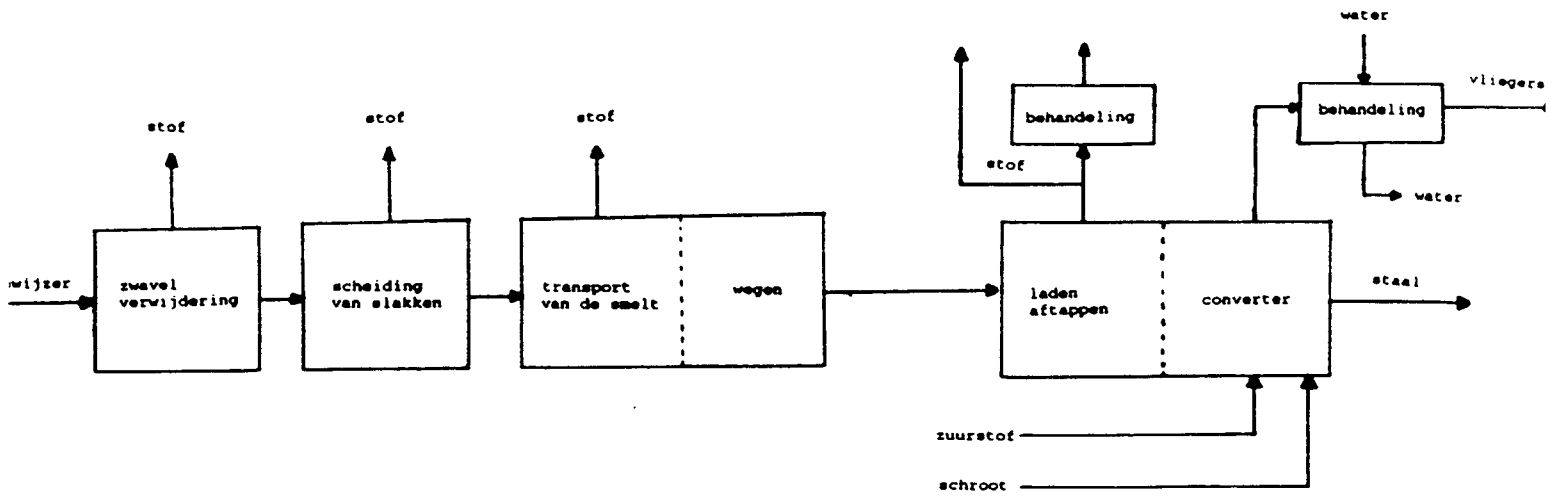 water
vliegers
behandeling
behandeling
stof
stof
stof
stof
water
wijzer
zwavel
verwijdering
scheiding
van slakken
transport
van de smelt
wegen
laden
aftappen
converter
staal
zuurstof
schroot